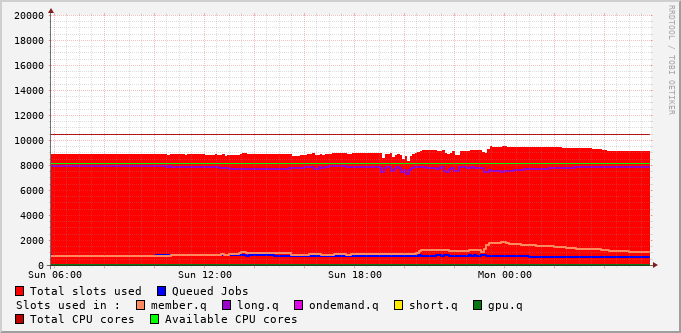 RRDTOOL / TOBI OETIKER
20000
18000
16000
14000
12000
10000
8000
6000
4000
2000
0
Sun 06:00 Sun 12:00 Sun 18:00 Mon 00:00
Total slots used Queued Jobs
Slots used in : member.q long.q ondemand.q short.q gpu.q
Total CPU cores Available CPU cores